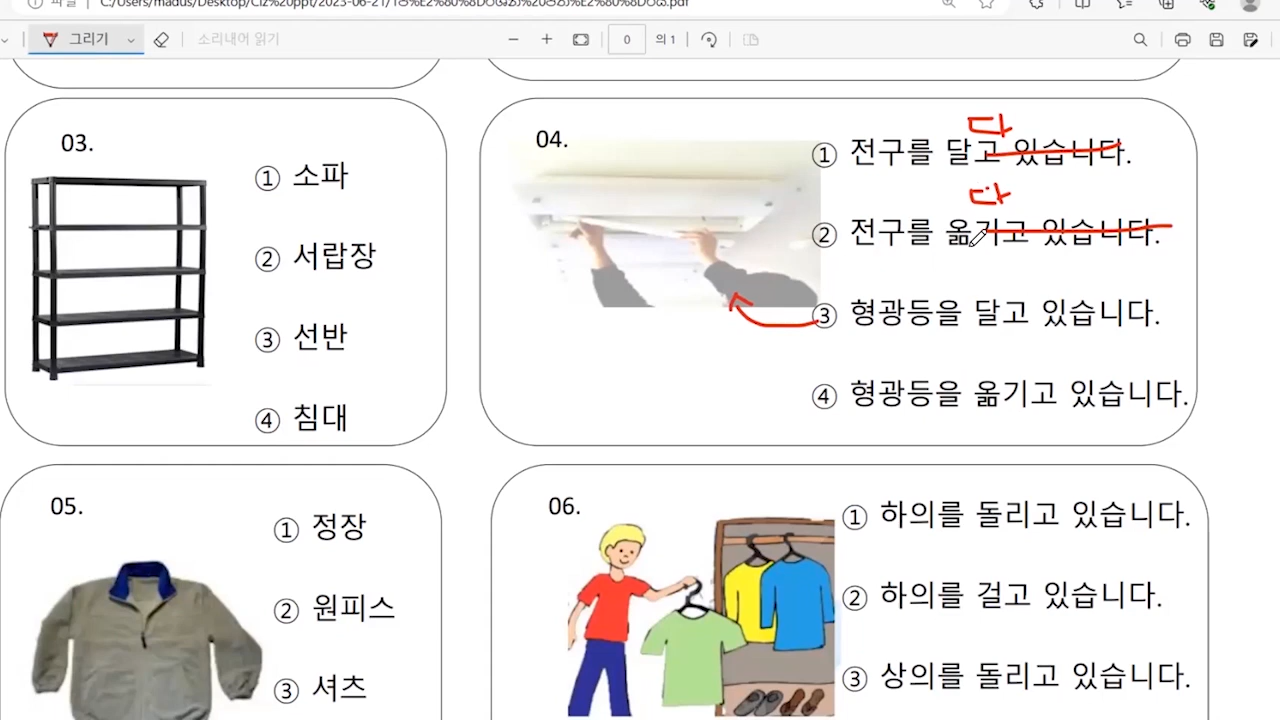 그리기
소리내어 읽기
0 의 1
03.
① 소파
② 서랍장
③ 선반
④ 침대
04.
다
① 전구를 달고 있습니다.
다
② 전구를 옮기고 있습니다.
③ 형광등을 달고 있습니다.
④ 형광등을 옮기고 있습니다.
05.
① 정장
② 원피스
③ 셔츠
06.
① 하의를 돌리고 있습니다.
② 하의를 걸고 있습니다.
③ 상의를 돌리고 있습니다.